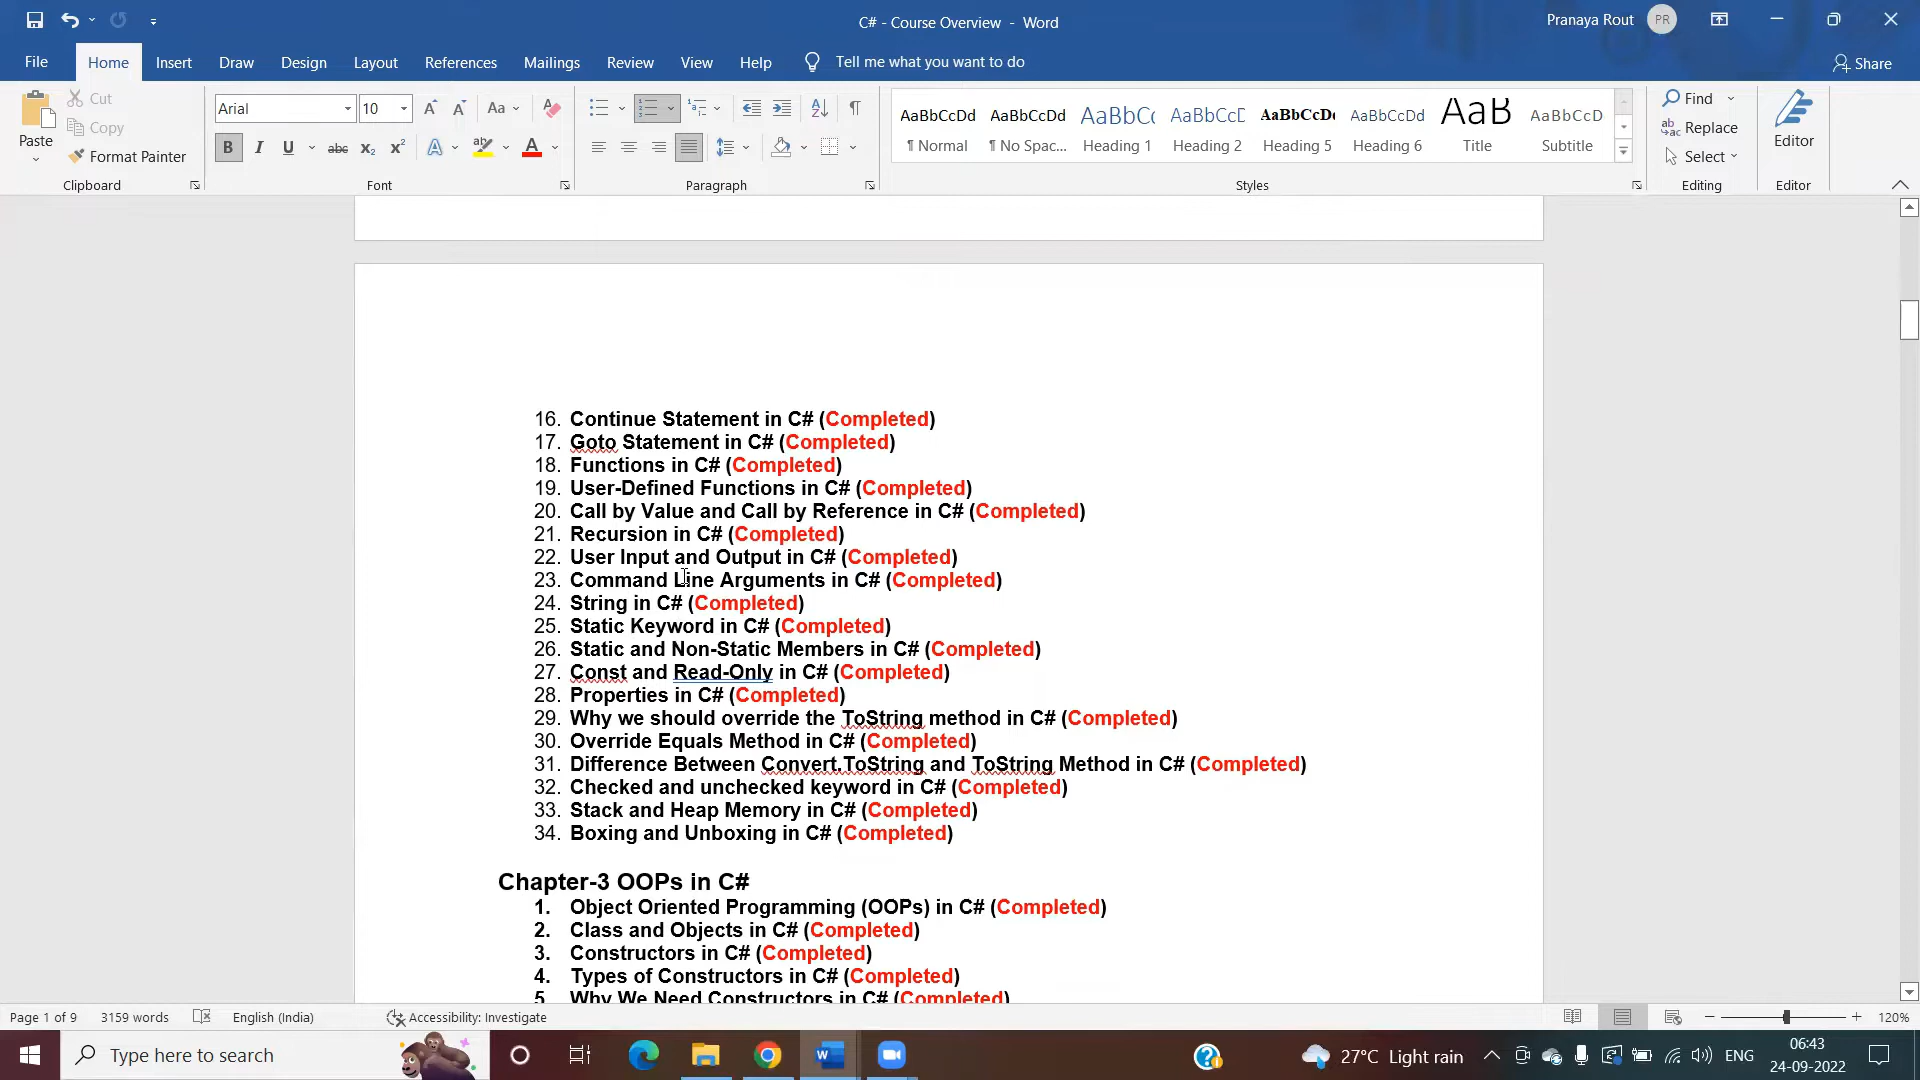 C# - Course Overview - Word
Pranaya Rout PR
File Home Insert Draw Design Layout References Mailings Review View Help Tell me what you want to do Share
Paste
Cut
Copy
Format Painter
Clipboard
Arial 10
Font
Paragraph
AaBbCcDd AaBbCcDd AaBbC AaBbCcD AaBbCcD AaBbCcDd AaB AaBbCcD
¶ Normal ¶ No Spac... Heading 1 Heading 2 Heading 5 Heading 6 Title Subtitle
Styles
Find
Replace
Select
Editing
Editor
Editor
16. Continue Statement in C# (Completed)
17. Goto Statement in C# (Completed)
18. Functions in C# (Completed)
19. User-Defined Functions in C# (Completed)
20. Call by Value and Call by Reference in C# (Completed)
21. Recursion in C# (Completed)
22. User Input and Output in C# (Completed)
23. Command Line Arguments in C# (Completed)
24. String in C# (Completed)
25. Static Keyword in C# (Completed)
26. Static and Non-Static Members in C# (Completed)
27. Const and Read-Only in C# (Completed)
28. Properties in C# (Completed)
29. Why we should override the ToString method in C# (Completed)
30. Override Equals Method in C# (Completed)
31. Difference Between Convert.ToString and ToString Method in C# (Completed)
32. Checked and unchecked keyword in C# (Completed)
33. Stack and Heap Memory in C# (Completed)
34. Boxing and Unboxing in C# (Completed)
Chapter-3 OOPs in C#
1. Object Oriented Programming (OOPs) in C# (Completed)
2. Class and Objects in C# (Completed)
3. Constructors in C# (Completed)
4. Types of Constructors in C# (Completed)
5. Why We Need Constructors in C# (Completed)
Page 1 of 9 3159 words English (India) Accessibility: Investigate 120%
Type here to search
27°C Light rain
ENG
06:43
24-09-2022